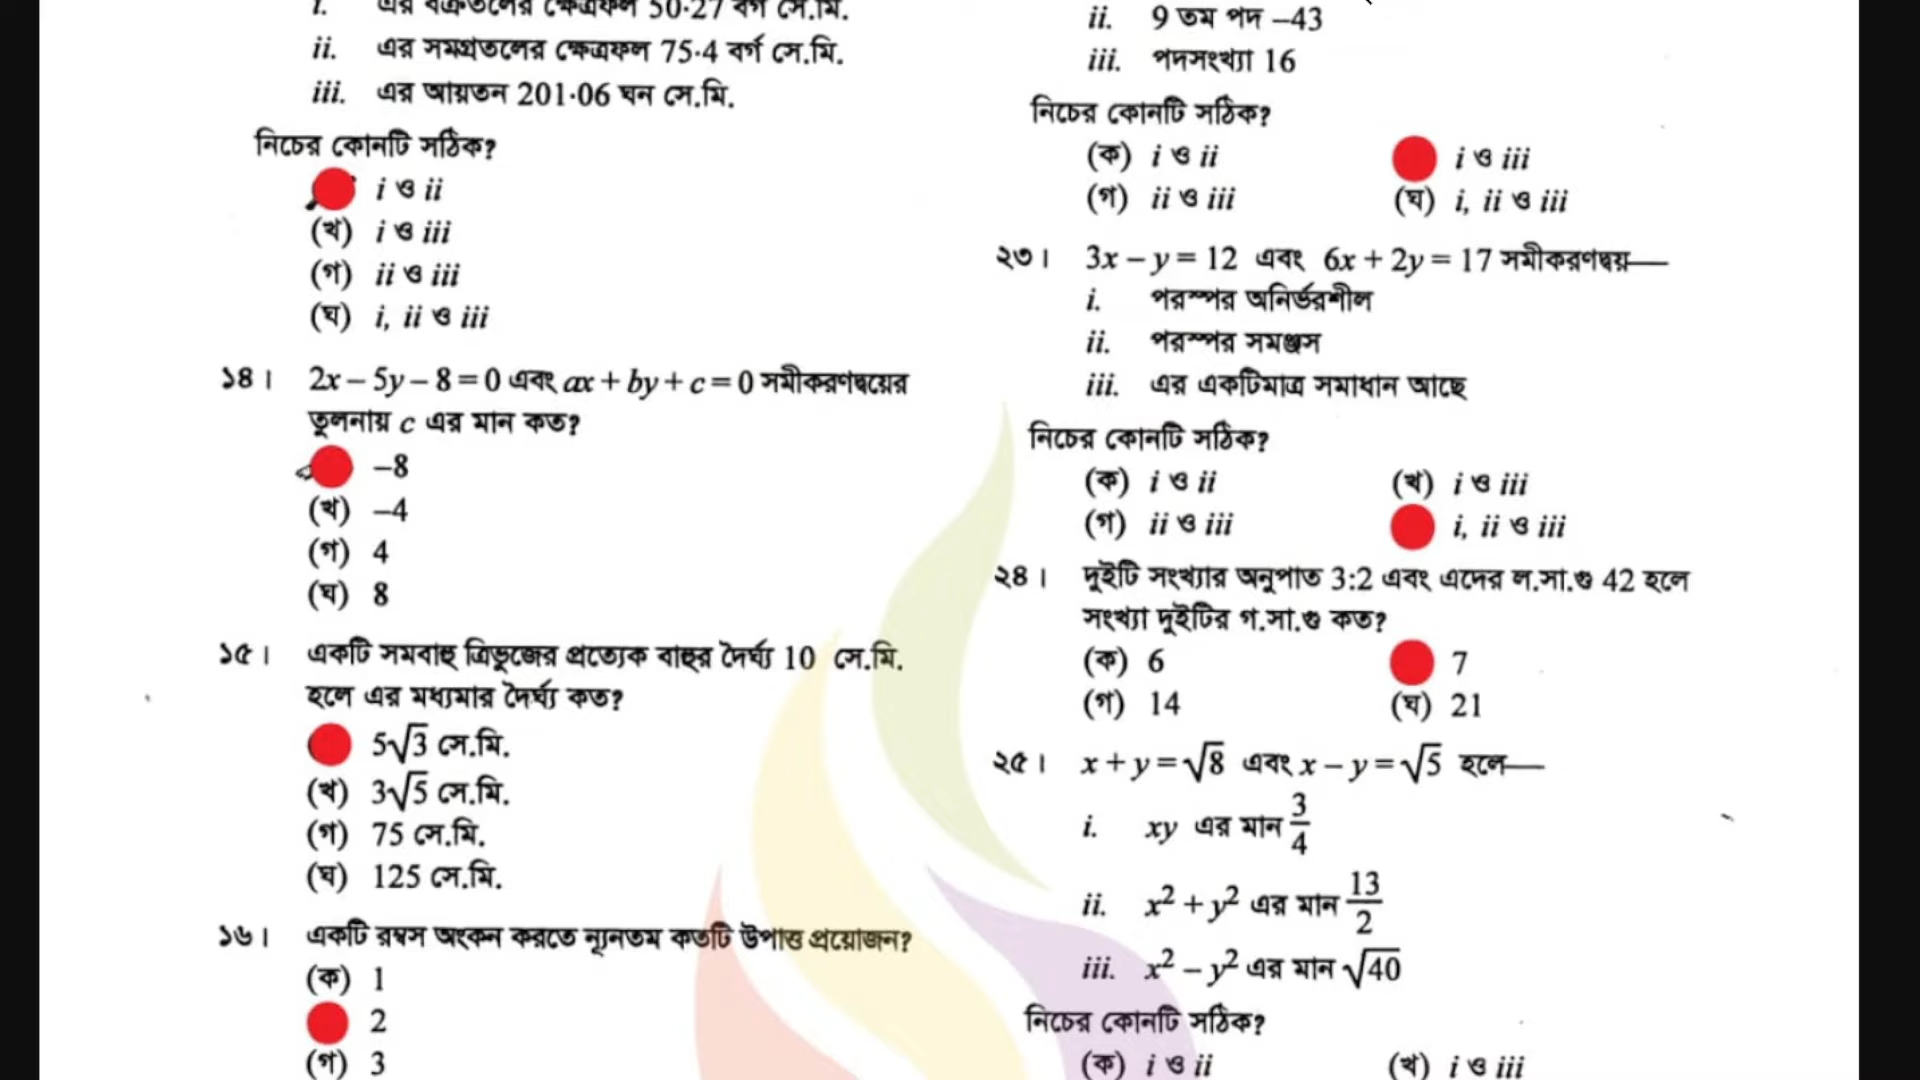 i. এর বক্রতলের ক্ষেত্রফল 50·27 বর্গ সে.মি.
ii. এর সমগ্রতলের ক্ষেত্রফল 75·4 বর্গ সে.মি.
iii. এর আয়তন 201·06 ঘন সে.মি.
নিচের কোনটি সঠিক?
i ও ii
(খ) i ও iii
(গ) ii ও iii
(ঘ) i, ii ও iii
১৪। 2x – 5y – 8 = 0 এবং ax + by + c = 0 সমীকরণদ্বয়ের
তুলনায় c এর মান কত?
–8
(খ) –4
(গ) 4
(ঘ) 8
১৫। একটি সমবাহু ত্রিভুজের প্রত্যেক বাহুর দৈর্ঘ্য 10 সে.মি.
হলে এর মধ্যমার দৈর্ঘ্য কত?
5√3 সে.মি.
(খ) 3√5 সে.মি.
(গ) 75 সে.মি.
(ঘ) 125 সে.মি.
১৬। একটি রম্বস অংকন করতে ন্যূনতম কতটি উপাত্ত প্রয়োজন?
(ক) 1
2
(গ) 3
ii. 9 তম পদ –43
iii. পদসংখ্যা 16
নিচের কোনটি সঠিক?
(ক) i ও ii i ও iii
(গ) ii ও iii (ঘ) i, ii ও iii
২৩। 3x – y = 12 এবং 6x + 2y = 17 সমীকরণদ্বয়—
i. পরস্পর অনির্ভরশীল
ii. পরস্পর সমঞ্জস
iii. এর একটিমাত্র সমাধান আছে
নিচের কোনটি সঠিক?
(ক) i ও ii (খ) i ও iii
(গ) ii ও iii i, ii ও iii
২৪। দুইটি সংখ্যার অনুপাত 3:2 এবং এদের ল.সা.গু 42 হলে
সংখ্যা দুইটির গ.সা.গু কত?
(ক) 6 7
(গ) 14 (ঘ) 21
২৫। x + y = √8 এবং x – y = √5 হলে—
i. xy এর মান 3/4
ii. x² + y² এর মান 13/2
iii. x² – y² এর মান √40
নিচের কোনটি সঠিক?
(ক) i ও ii (খ) i ও iii